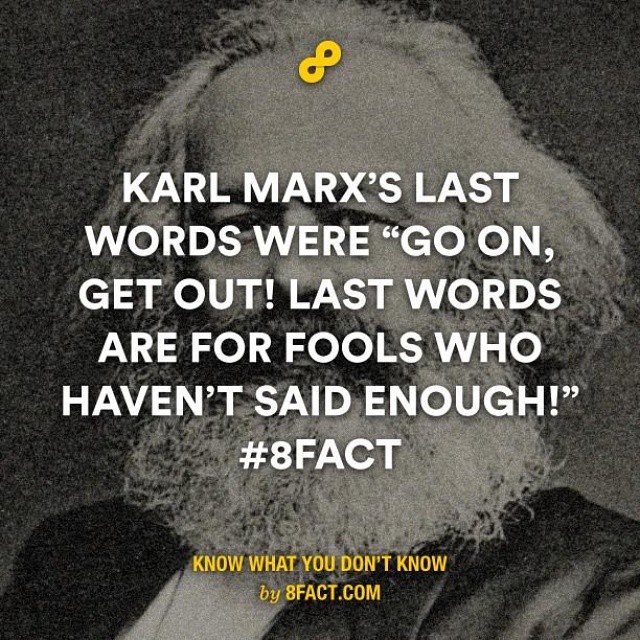 KARL MARX’S LAST
WORDS WERE “GO ON,
GET OUT! LAST WORDS
ARE FOR FOOLS WHO
HAVEN’T SAID ENOUGH!”
#8FACT
KNOW WHAT YOU DON'T KNOW
by 8FACT.COM